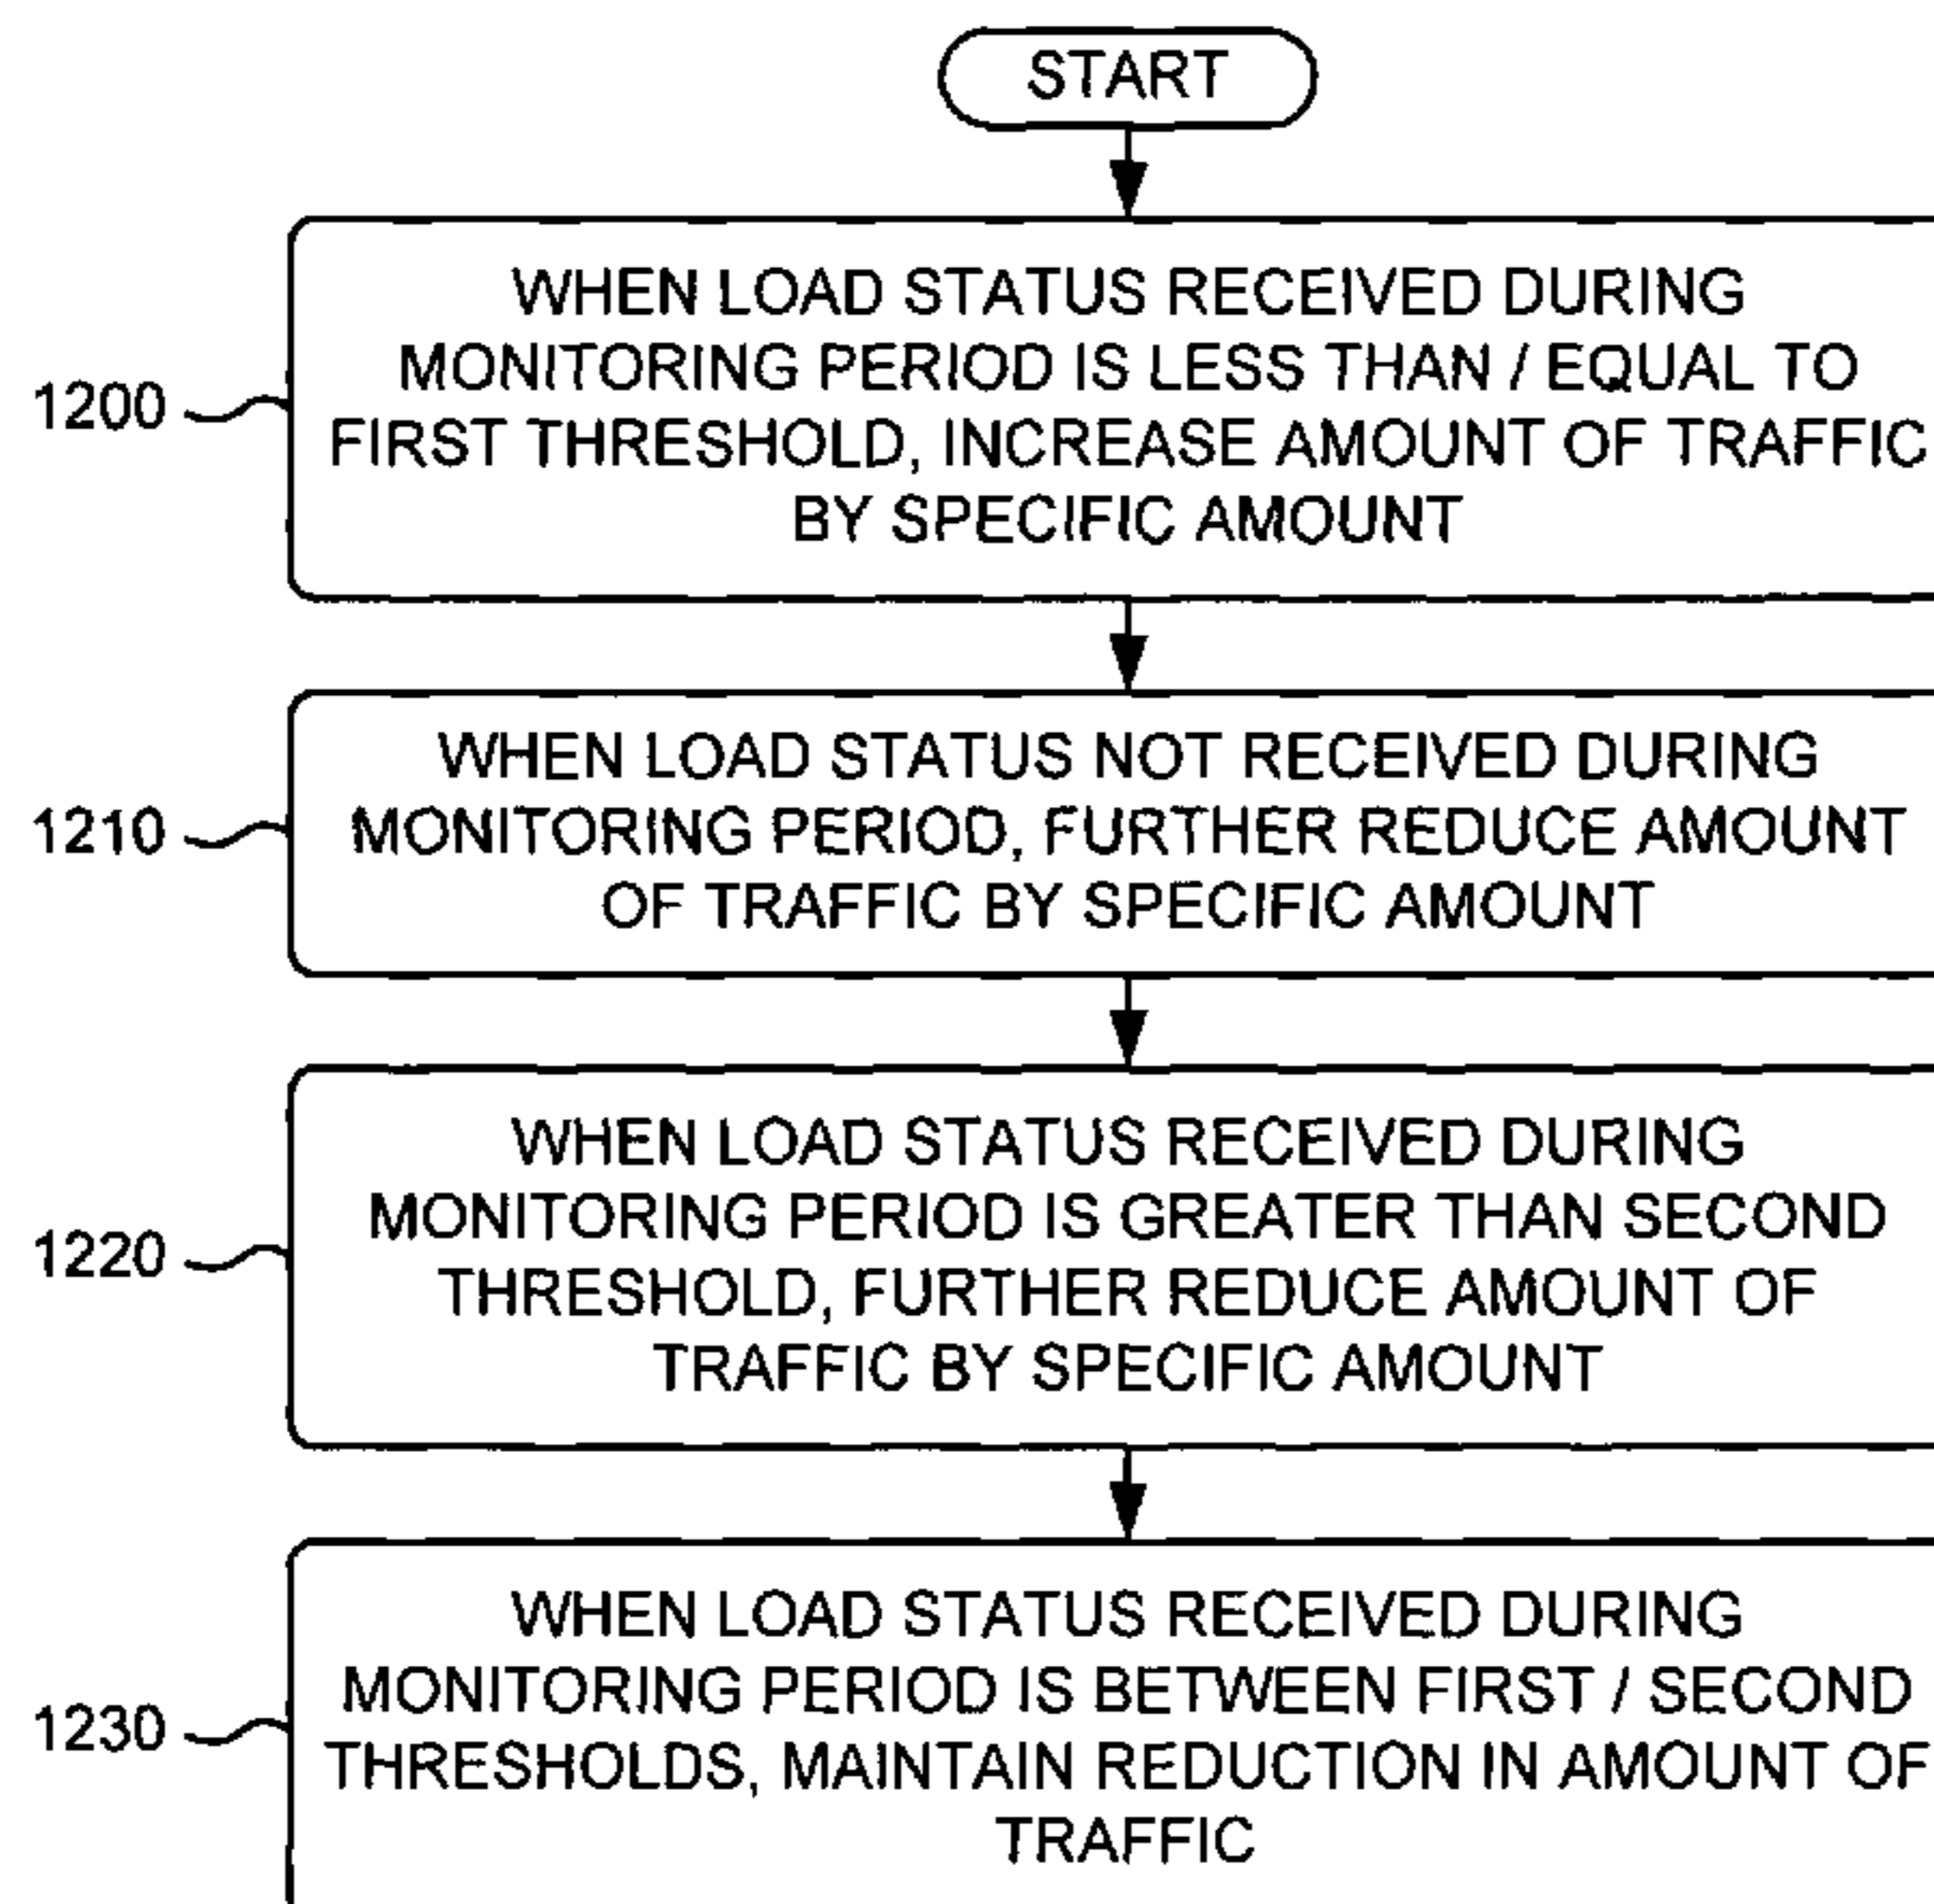 START
WHEN LOAD STATUS RECEIVED DURING
MONITORING PERIOD IS LESS THAN / EQUAL TO
FIRST THRESHOLD, INCREASE AMOUNT OF TRAFFIC
BY SPECIFIC AMOUNT
1200
WHEN LOAD STATUS NOT RECEIVED DURING
MONITORING PERIOD, FURTHER REDUCE AMOUNT
OF TRAFFIC BY SPECIFIC AMOUNT
1210
WHEN LOAD STATUS RECEIVED DURING
MONITORING PERIOD IS GREATER THAN SECOND
THRESHOLD, FURTHER REDUCE AMOUNT OF
TRAFFIC BY SPECIFIC AMOUNT
1220
WHEN LOAD STATUS RECEIVED DURING
MONITORING PERIOD IS BETWEEN FIRST / SECOND
THRESHOLDS, MAINTAIN REDUCTION IN AMOUNT OF
TRAFFIC
1230